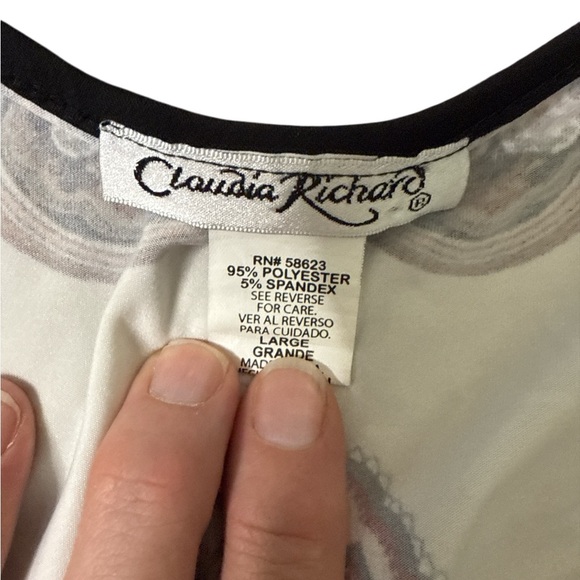 Claudia Richard ®
RN# 58623
95% POLYESTER
5% SPANDEX
SEE REVERSE
FOR CARE.
VER AL REVERSO
PARA CUIDADO.
LARGE
GRANDE